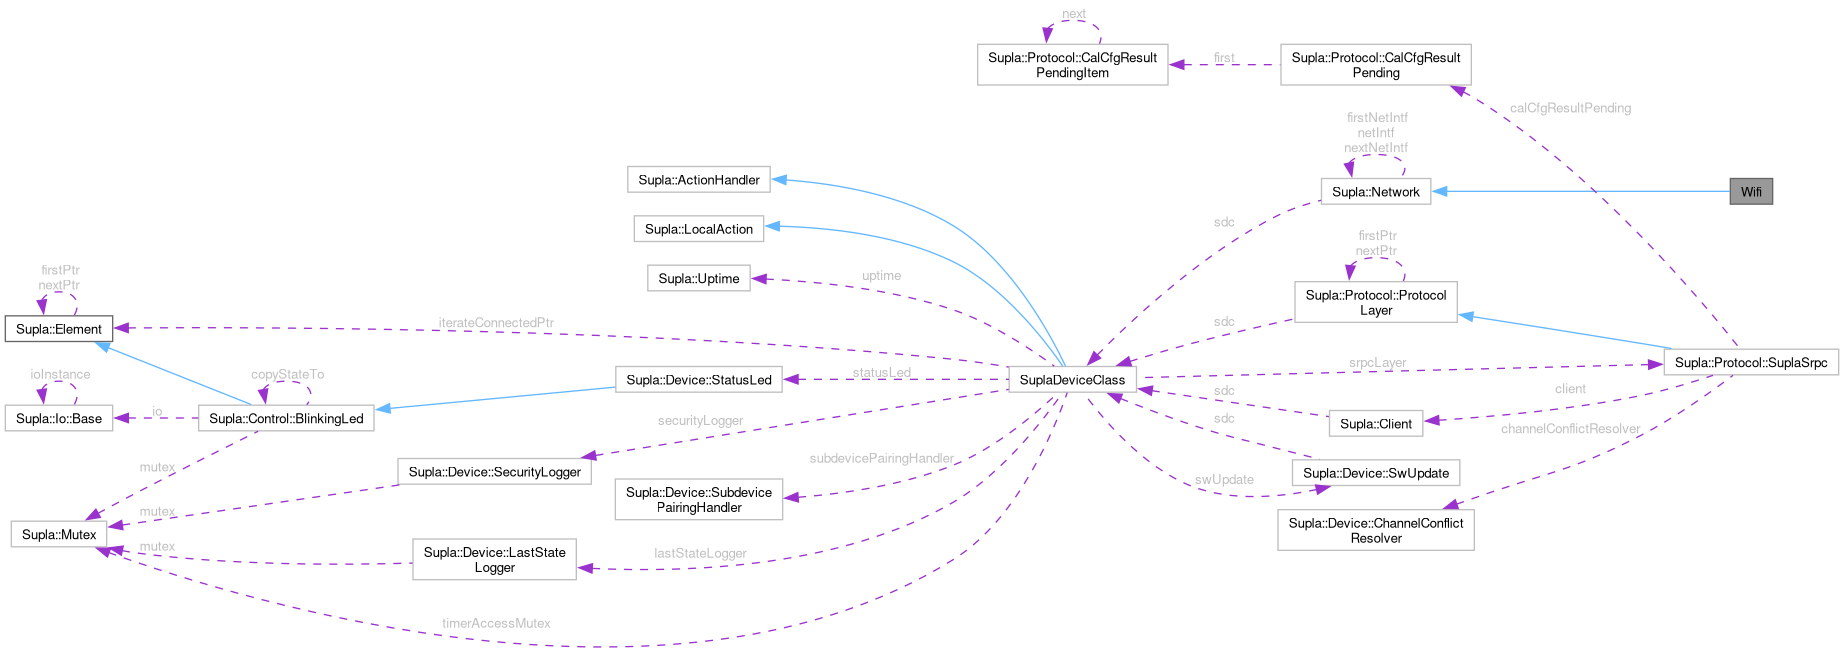 next
Supla::Protocol::CalCfgResult
PendingItem
first
Supla::Protocol::CalCfgResult
Pending
calCfgResultPending
firstNetIntf
netIntf
nextNetIntf
Supla::ActionHandler
Supla::Network
Wifi
Supla::LocalAction
sdc
firstPtr
nextPtr
Supla::Uptime
uptime
firstPtr
nextPtr
Supla::Protocol::Protocol
Layer
Supla::Element
iterateConnectedPtr
sdc
srpcLayer
Supla::Protocol::SuplaSrpc
ioInstance
copyStateTo
Supla::Device::StatusLed
statusLed
SuplaDeviceClass
sdc
client
Supla::Io::Base
io
Supla::Control::BlinkingLed
securityLogger
sdc
Supla::Client
channelConflictResolver
mutex
Supla::Device::SecurityLogger
subdevicePairingHandler
swUpdate
Supla::Device::SwUpdate
Supla::Device::Subdevice
PairingHandler
mutex
Supla::Device::ChannelConflict
Resolver
Supla::Mutex
mutex
Supla::Device::LastState
Logger
lastStateLogger
timerAccessMutex